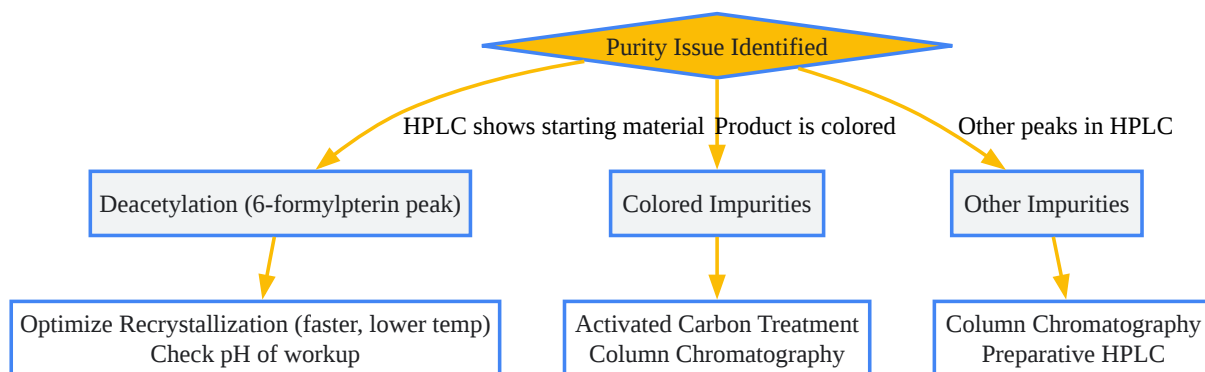 Purity Issue Identified
HPLC shows starting material
Product is colored
Other peaks in HPLC
Deacetylation (6-formylpterin peak)
Colored Impurities
Other Impurities
Optimize Recrystallization (faster, lower temp)
Check pH of workup
Activated Carbon Treatment
Column Chromatography
Column Chromatography
Preparative HPLC